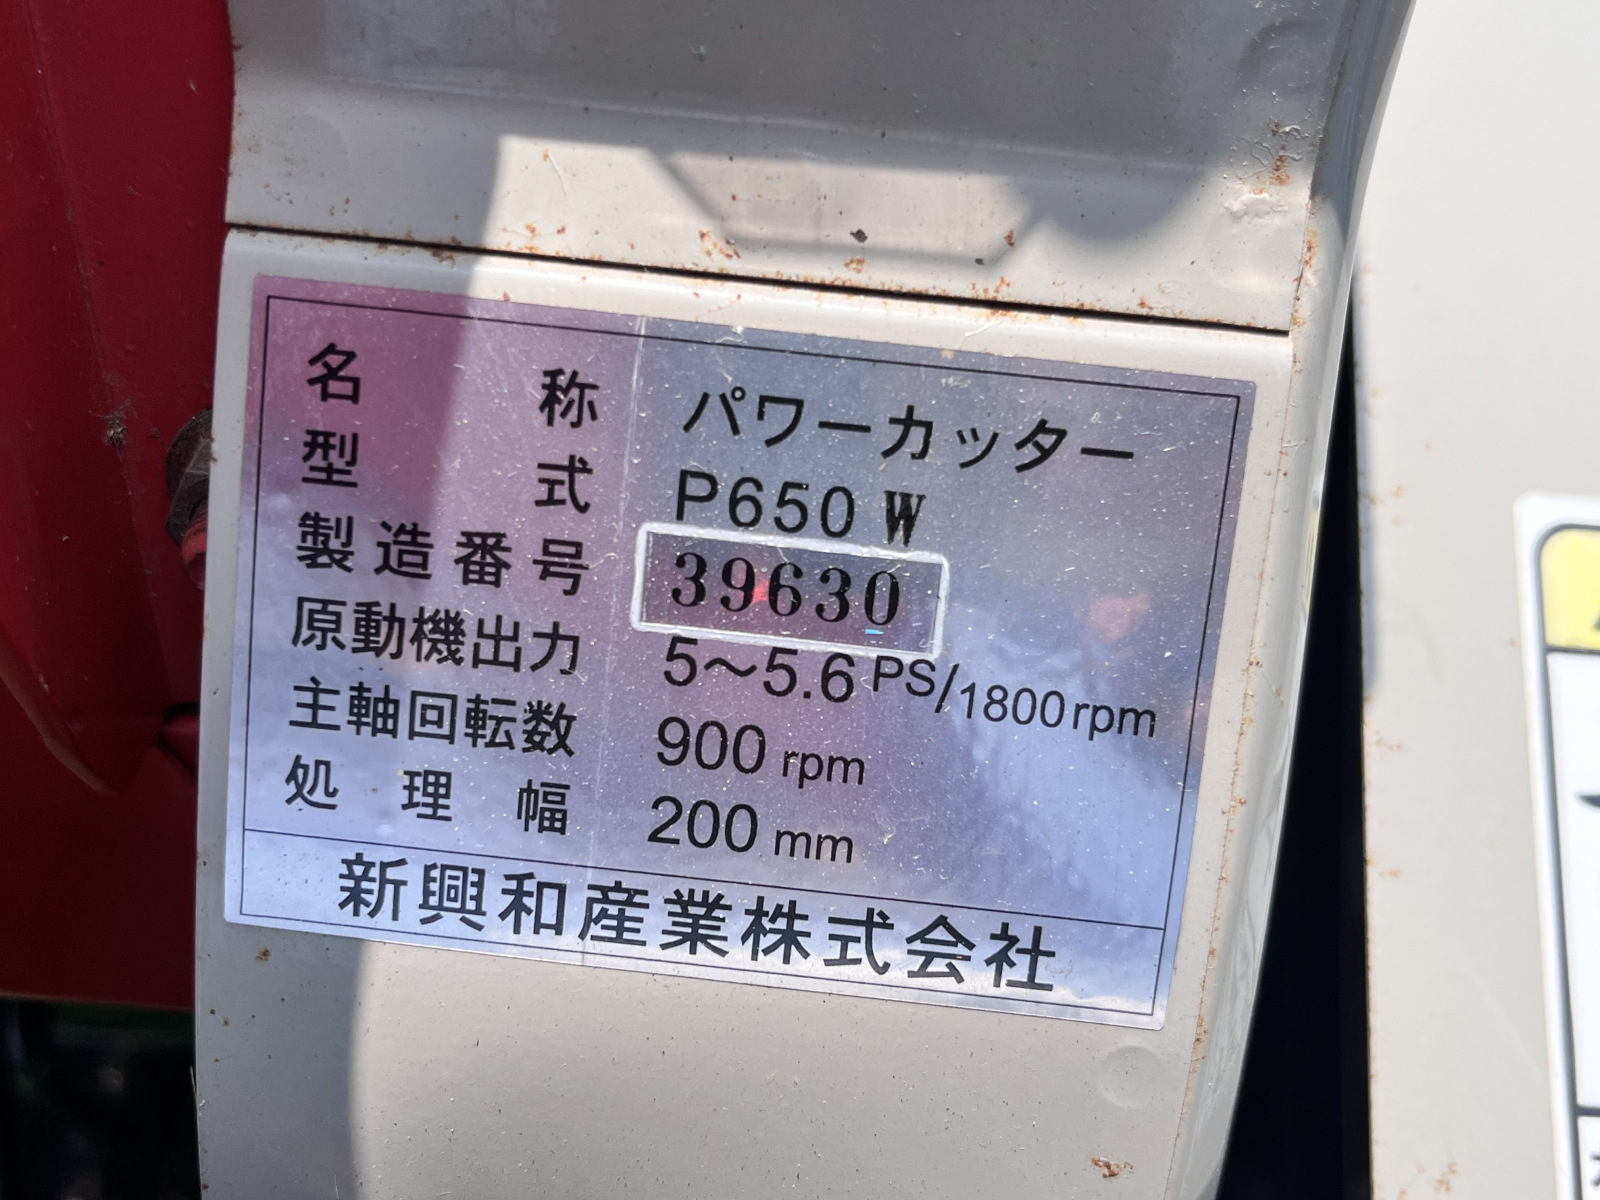 名称 パワーカッター
型式 P650 W
製造番号 39630
原動機出力 5～5.6 PS/1800rpm
主軸回転数 900 rpm
処理幅 200 mm
新興和産業株式会社